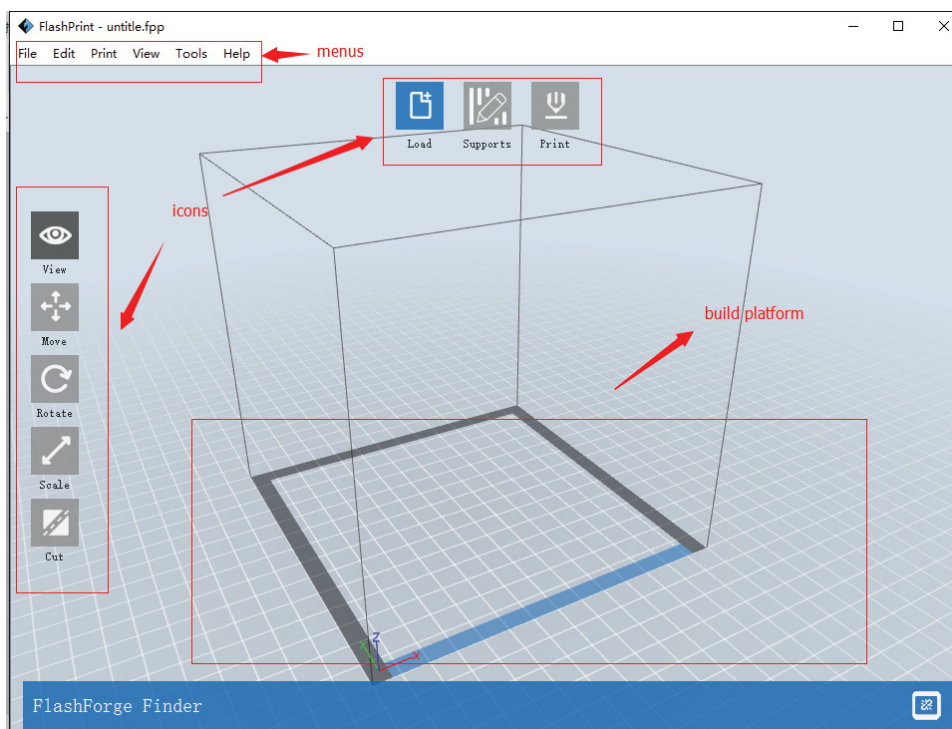 FlashPrint - untitle.fpp
File Edit Print View Tools Help
menus
Load Supports Print
icons
View
Move
build platform
Rotate
Scale
Cut
Z
X
FlashForge Finder